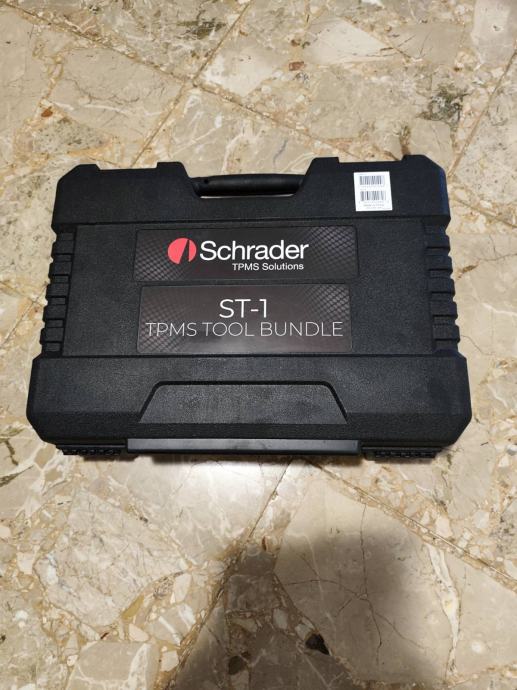 Schrader
TPMS Solutions
ST-1
TPMS TOOL BUNDLE